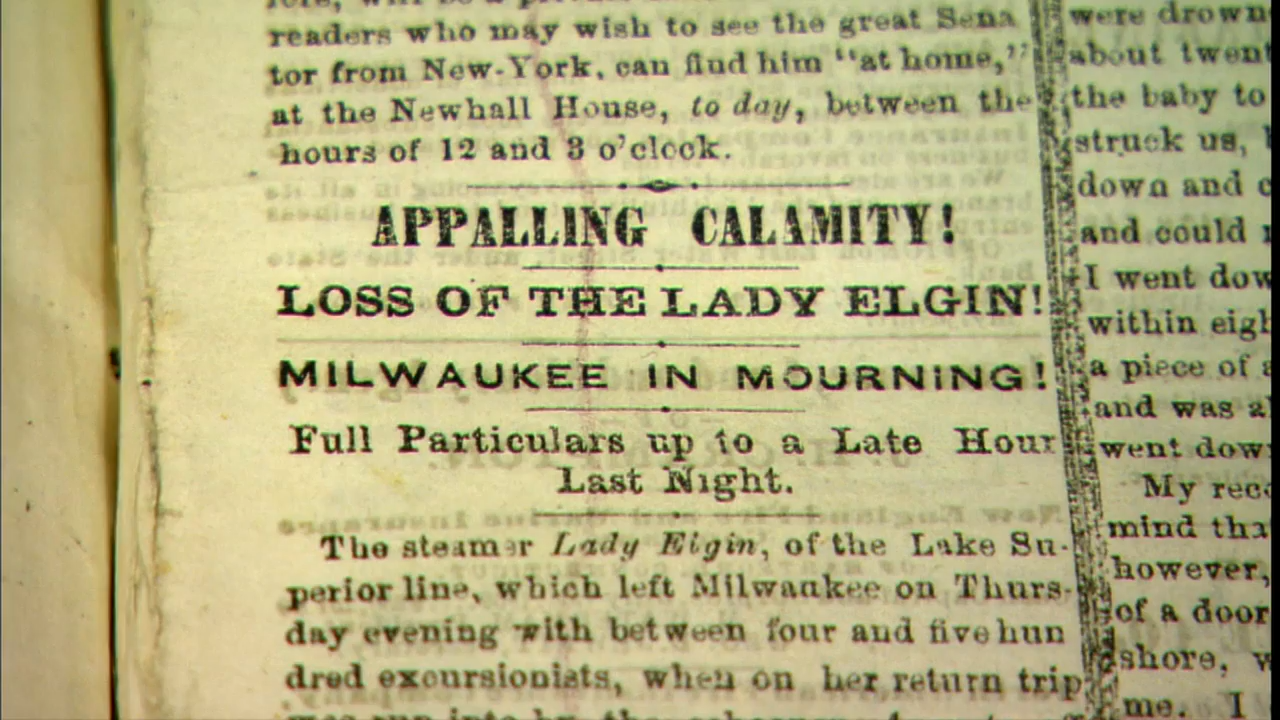 readers who may wish to see the great Sena
tor from New-York, can find him "at home,"
at the Newhall House, to day, between the
hours of 12 and 3 o'clock.
APPALLING CALAMITY!
LOSS OF THE LADY ELGIN!
MILWAUKEE IN MOURNING!
Full Particulars up to a Late Hour
Last Night.
The steamer Lady Elgin, of the Lake Su-
perior line, which left Milwaukee on Thurs-
day evening with between four and five hun
dred excursionists, when on her return trip
were drown
about twent
the baby to
struck us,
down and
and could
I went dow
within eigh
a piece of
and was
went down
My rec
mind tha
however,
of a door
shore,
me. I